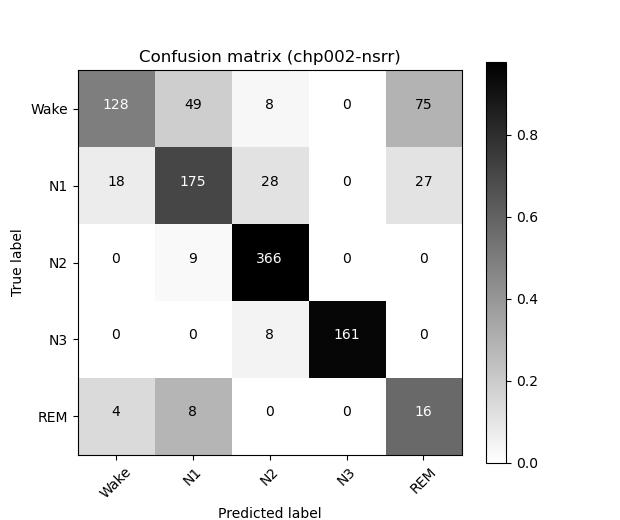 Confusion matrix (chp002-nsrr)
Wake 128 49 8 0 75
N1 18 175 28 0 27
N2 0 9 366 0 0
N3 0 0 8 161 0
REM 4 8 0 0 16
Wake N1 N2 N3 REM
Predicted label
True label
0.8
0.6
0.4
0.2
0.0